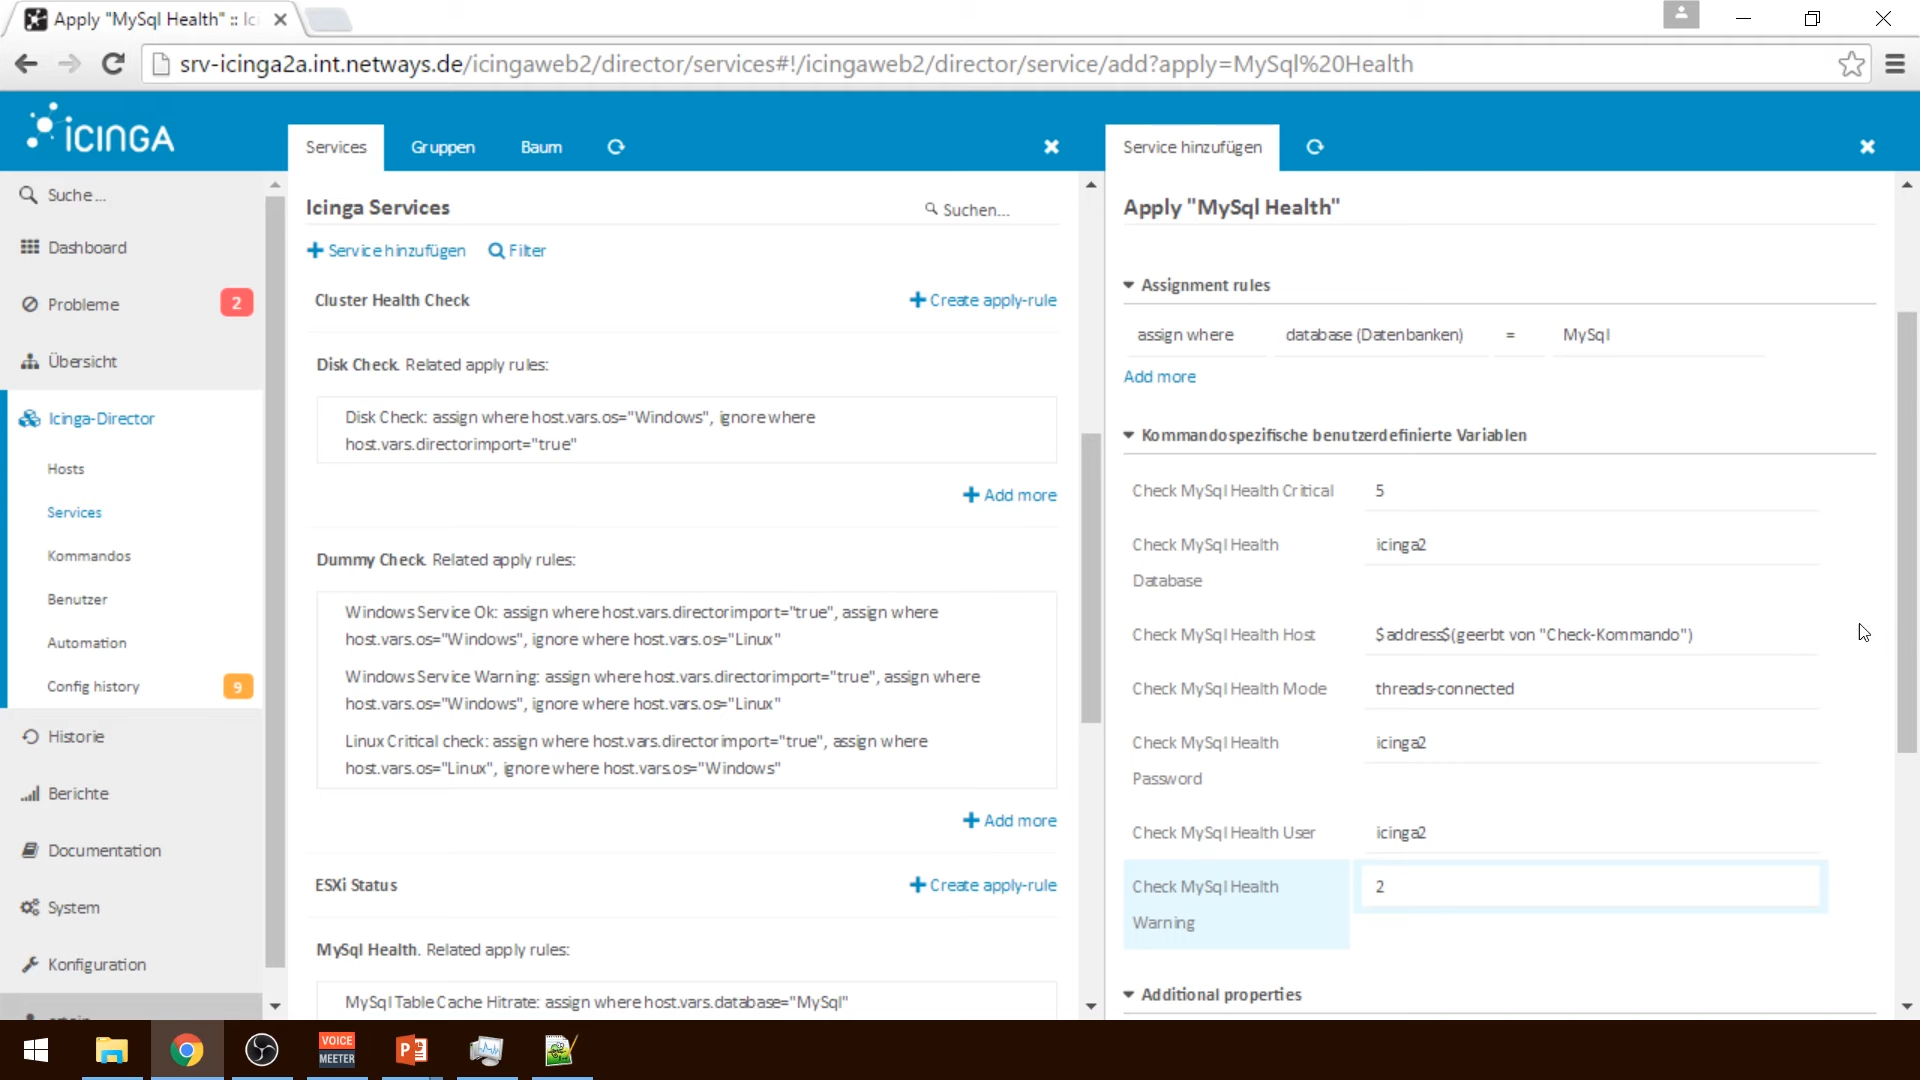 Apply "MySql Health" :: Ici
srv-icinga2a.int.netways.de/icingaweb2/director/services#!/icingaweb2/director/service/add?apply=MySql%20Health
ICINGA
Suche ...
Dashboard
Probleme 2
Übersicht
Icinga-Director
Hosts
Services
Kommandos
Benutzer
Automation
Config history 9
Historie
Berichte
Documentation
System
Konfiguration
Services Gruppen Baum
Icinga Services
Suchen...
Service hinzufügen Filter
Cluster Health Check Create apply-rule
Disk Check. Related apply rules:
Disk Check: assign where host.vars.os="Windows", ignore where
host.vars.directorimport="true"
Add more
Dummy Check. Related apply rules:
Windows Service Ok: assign where host.vars.directorimport="true", assign where
host.vars.os="Windows", ignore where host.vars.os="Linux"
Windows Service Warning: assign where host.vars.directorimport="true", assign where
host.vars.os="Windows", ignore where host.vars.os="Linux"
Linux Critical check: assign where host.vars.directorimport="true", assign where
host.vars.os="Linux", ignore where host.vars.os="Windows"
Add more
ESXi Status Create apply-rule
MySql Health. Related apply rules:
MySql Table Cache Hitrate: assign where host.vars.database="MySql"
Service hinzufügen
Apply "MySql Health"
Assignment rules
assign where database (Datenbanken) = MySql
Add more
Kommandospezifische benutzerdefinierte Variablen
Check MySql Health Critical 5
Check MySql Health icinga2
Database
Check MySql Health Host $address$(geerbt von "Check-Kommando")
Check MySql Health Mode threads-connected
Check MySql Health icinga2
Password
Check MySql Health User icinga2
Check MySql Health 2
Warning
Additional properties
VOICE
MEETER